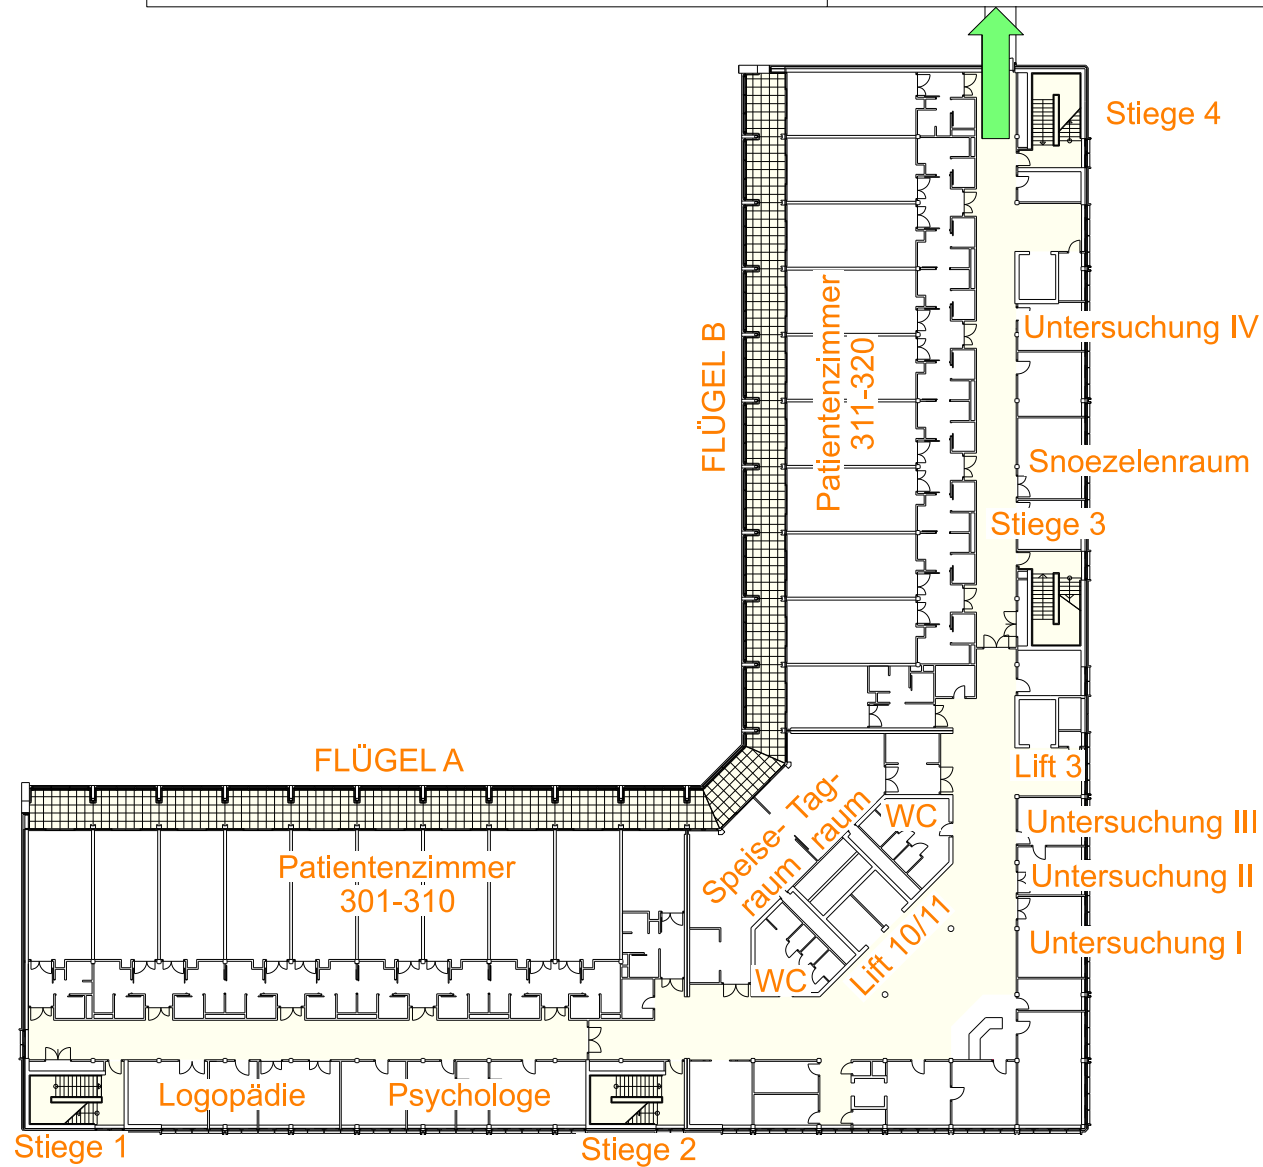 Stiege 4
Untersuchung IV
FLÜGEL B
Patientenzimmer
311-320
Snoezelenraum
Stiege 3
FLÜGEL A
Lift 3
Speise-
raum
Tag-
raum
WC
Untersuchung III
Patientenzimmer
301-310
Untersuchung II
Lift 10/11
Untersuchung I
WC
Logopädie
Psychologe
Stiege 1
Stiege 2